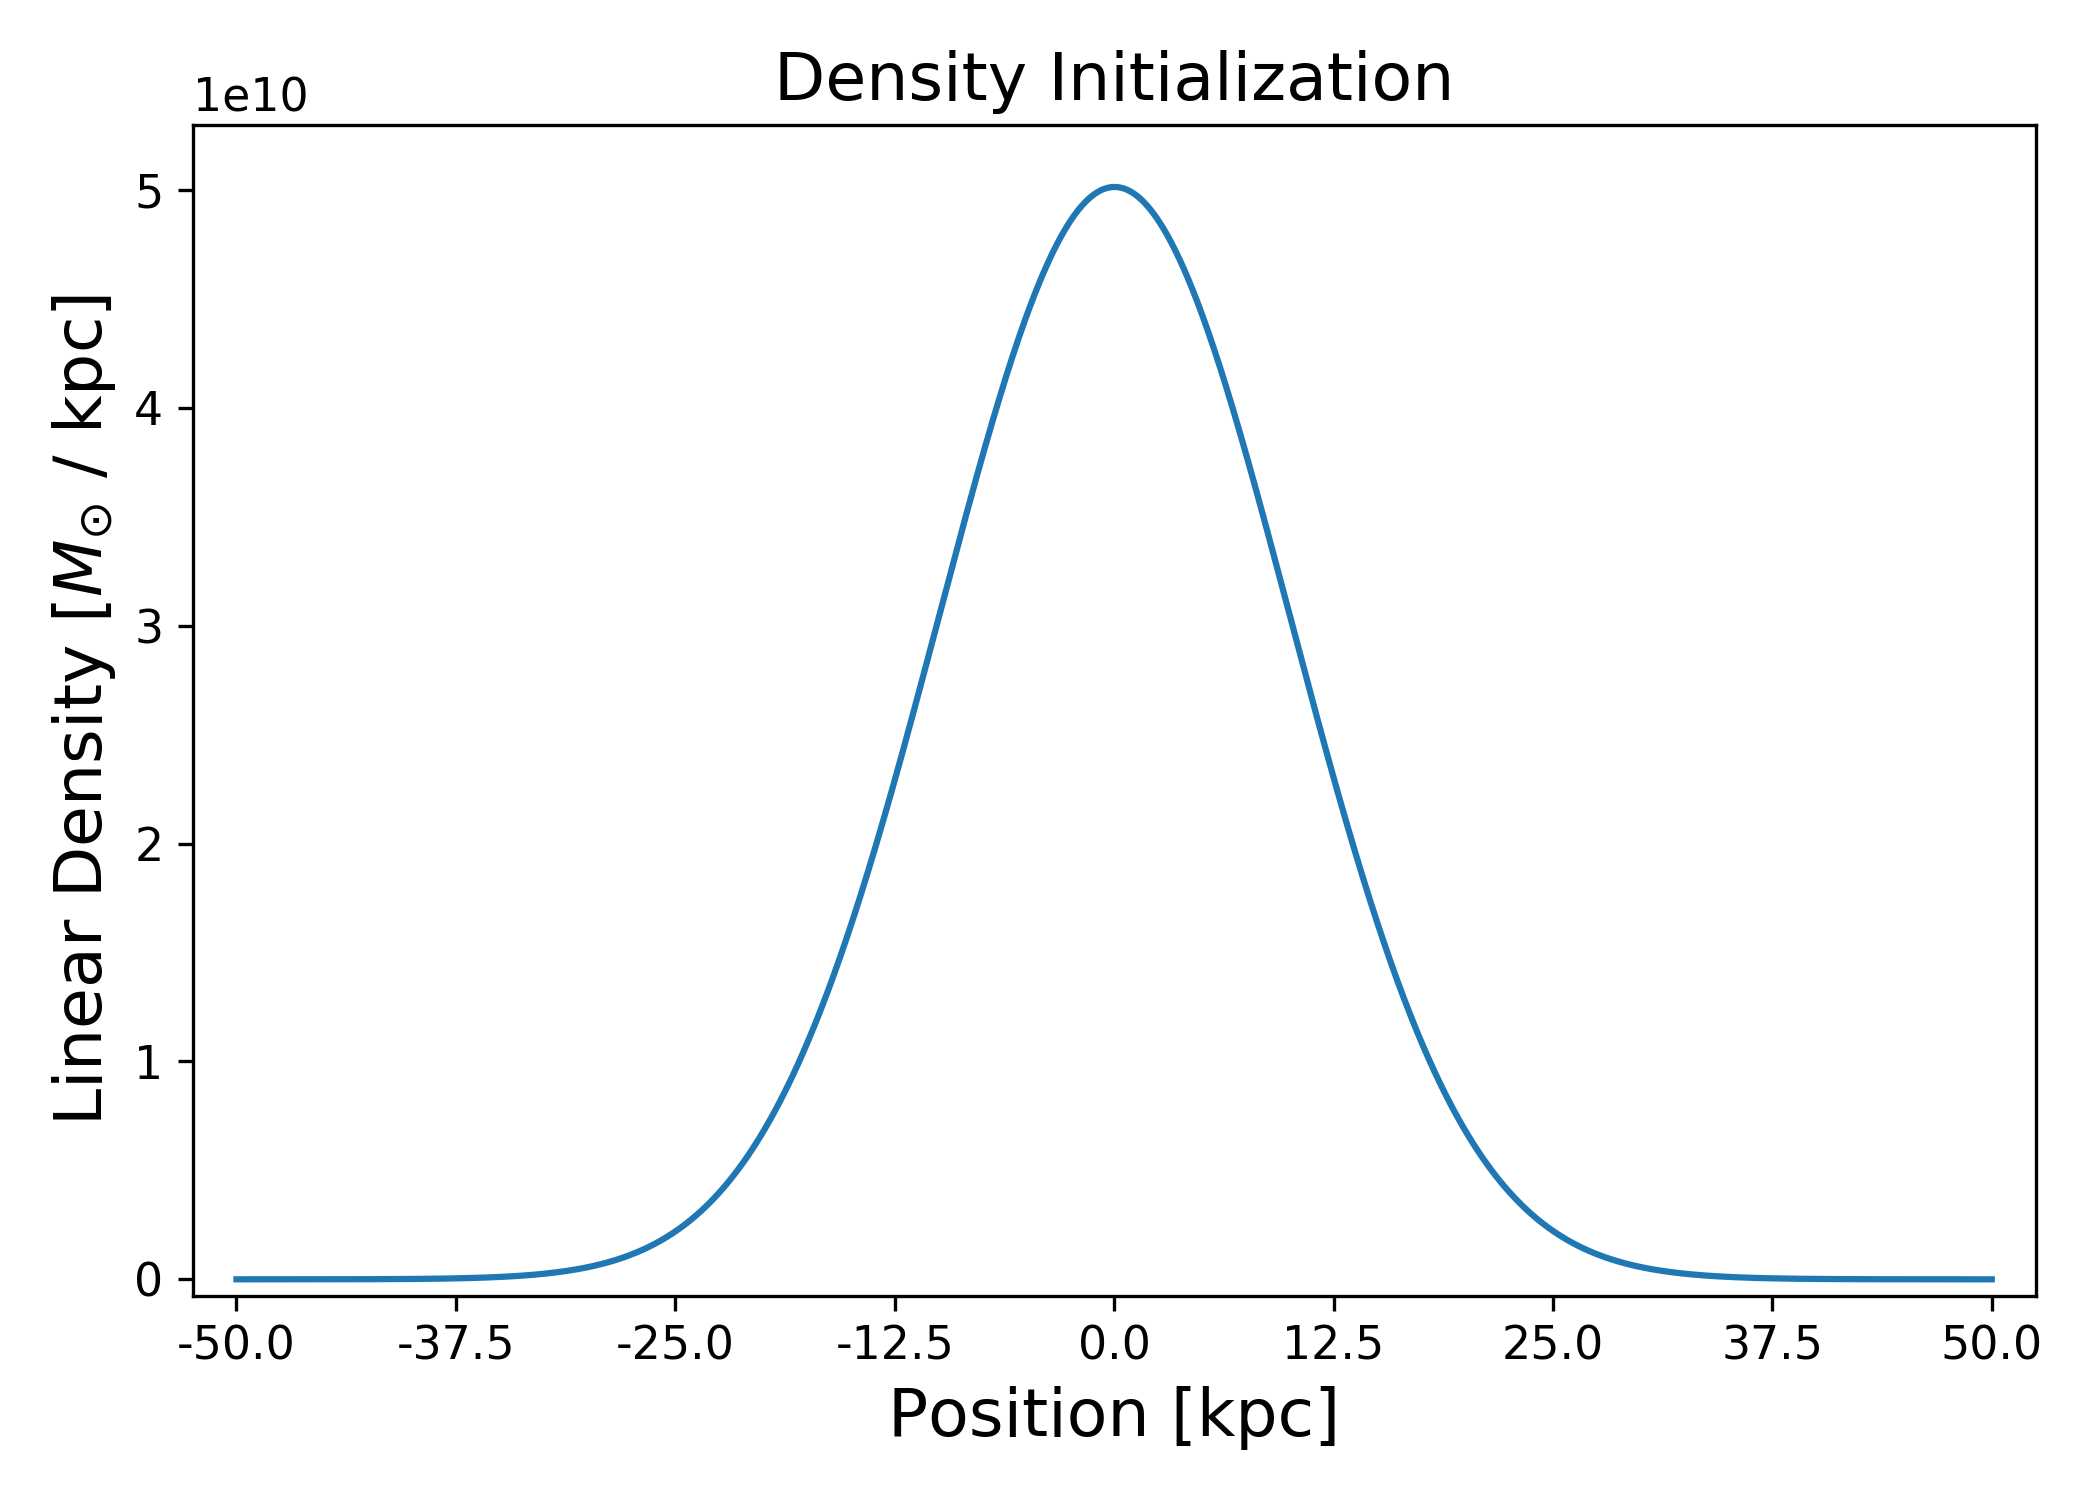 Density Initialization
1e10
5
4
3
2
1
0
Linear Density [M⊙ / kpc]
-50.0 -37.5 -25.0 -12.5 0.0 12.5 25.0 37.5 50.0
Position [kpc]